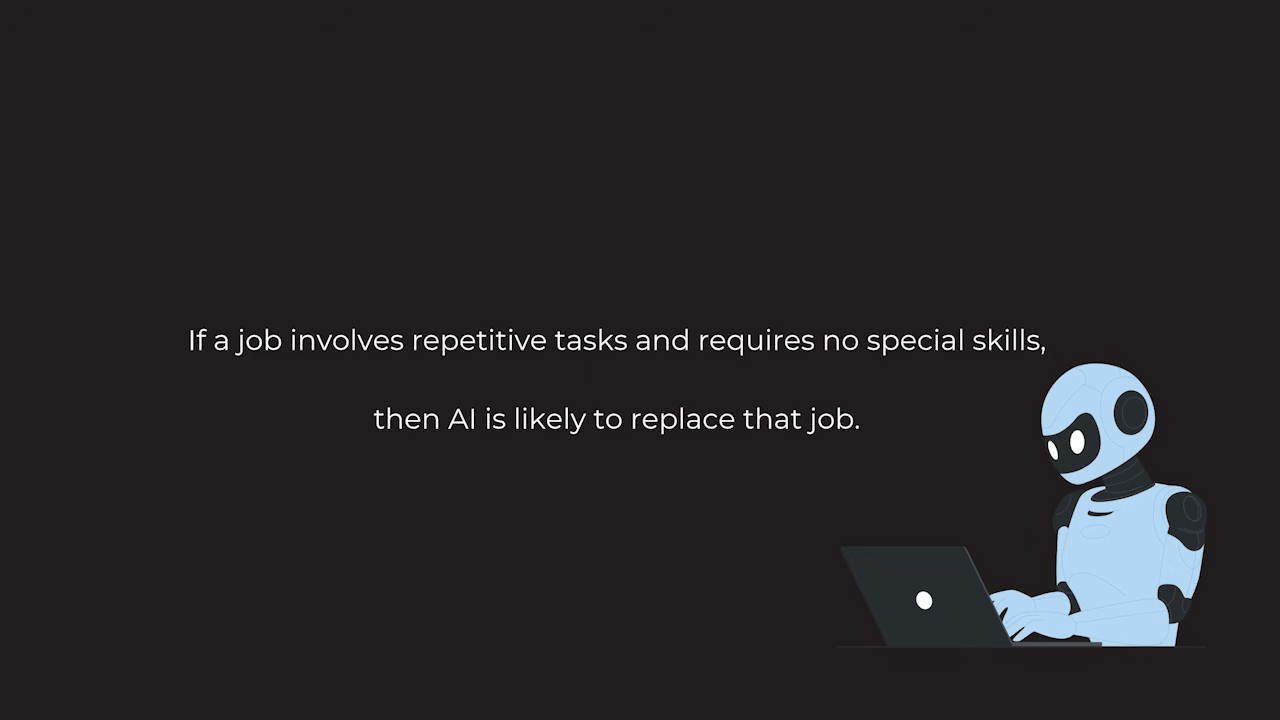 If a job involves repetitive tasks and requires no special skills,
then AI is likely to replace that job.